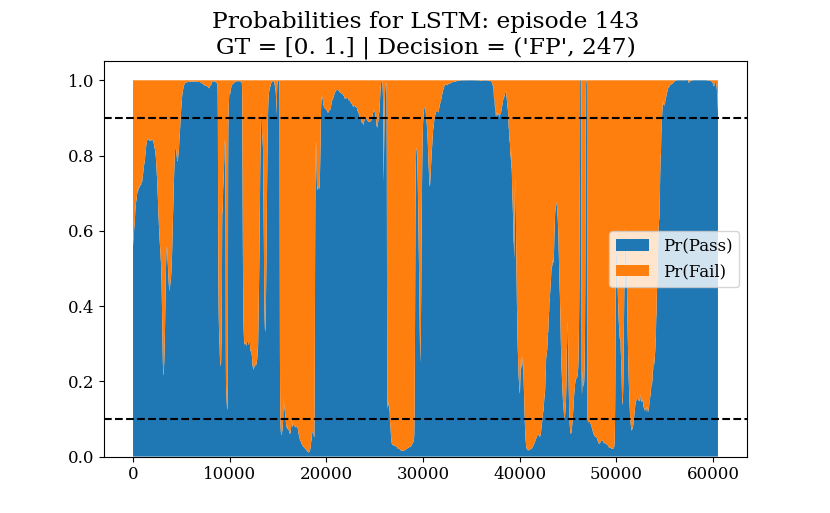 Probabilities for LSTM: episode 143
GT = [0. 1.] | Decision = ('FP', 247)
1.0
0.8
0.6
0.4
0.2
0.0
Pr(Pass)
Pr(Fail)
0 10000 20000 30000 40000 50000 60000